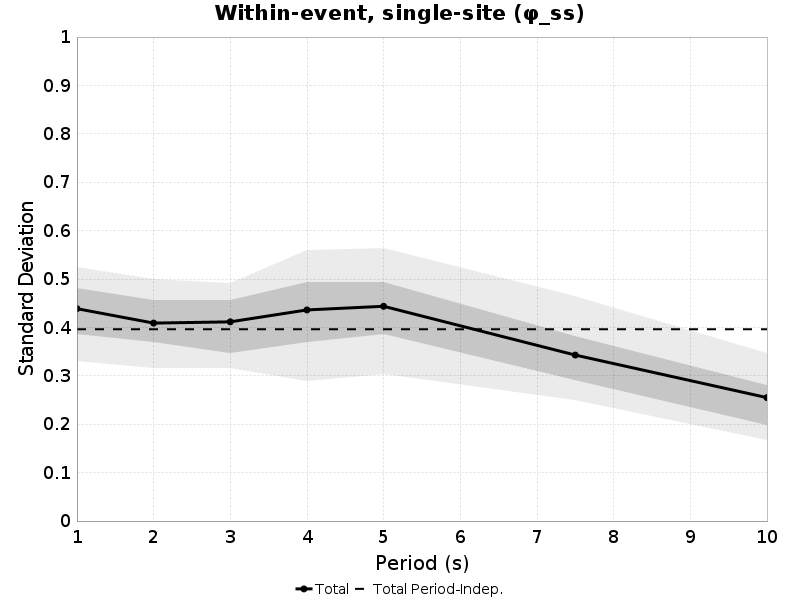 Within-event, single-site (φ_ss)
Standard Deviation
1
0.9
0.8
0.7
0.6
0.5
0.4
0.3
0.2
0.1
0
1 2 3 4 5 6 7 8 9 10
Period (s)
Total Total Period-Indep.